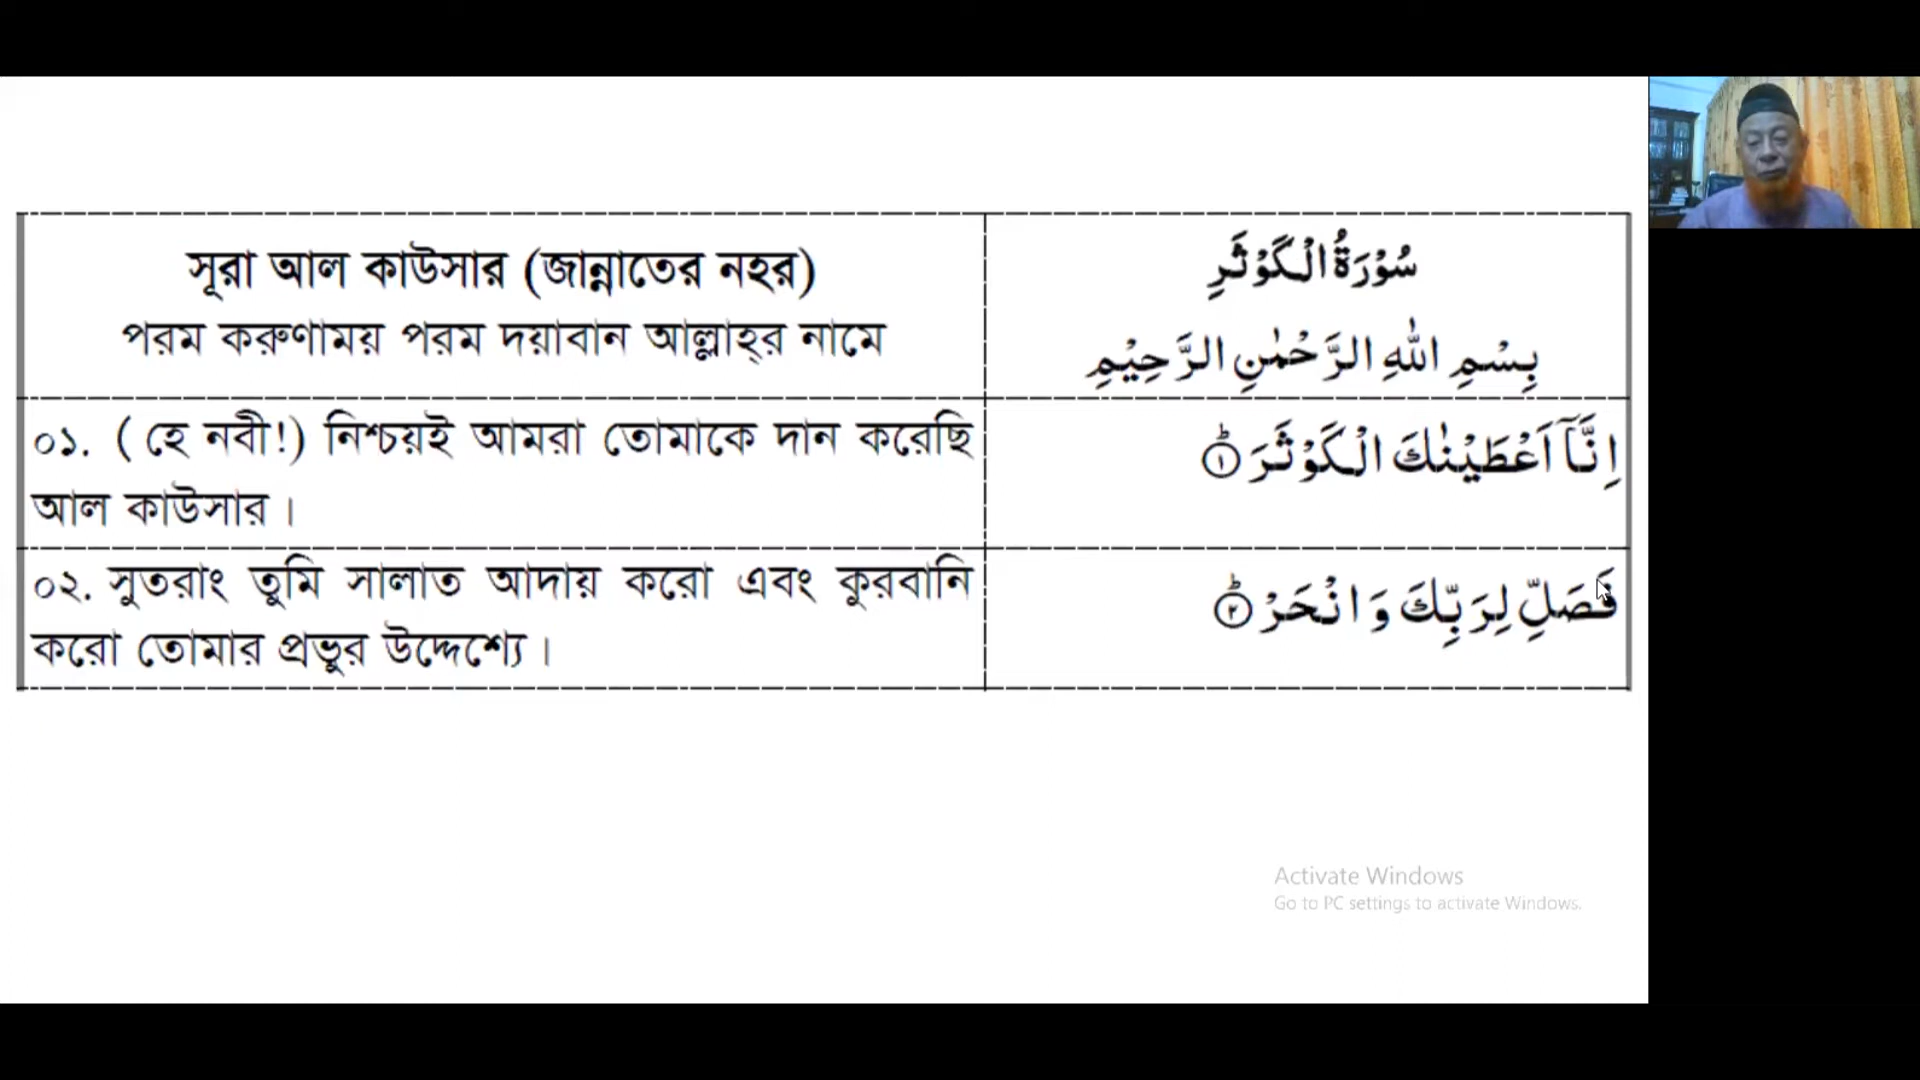 সূরা আল কাউসার (জান্নাতের নহর)
পরম করুণাময় পরম দয়াবান আল্লাহ্‌র নামে
سُوْرَةُ الْكَوْثَرِ
بِسْمِ اللّٰهِ الرَّحْمٰنِ الرَّحِيْمِ
০১. ( হে নবী!) নিশ্চয়ই আমরা তোমাকে দান করেছি
আল কাউসার।
اِنَّاۤ اَعْطَيْنٰكَ الْكَوْثَرَ ؕ﴿۱﴾
০২. সুতরাং তুমি সালাত আদায় করো এবং কুরবানি
করো তোমার প্রভুর উদ্দেশ্যে।
فَصَلِّ لِرَبِّكَ وَ انْحَرْ ؕ﴿۲﴾
Activate Windows
Go to PC settings to activate Windows.